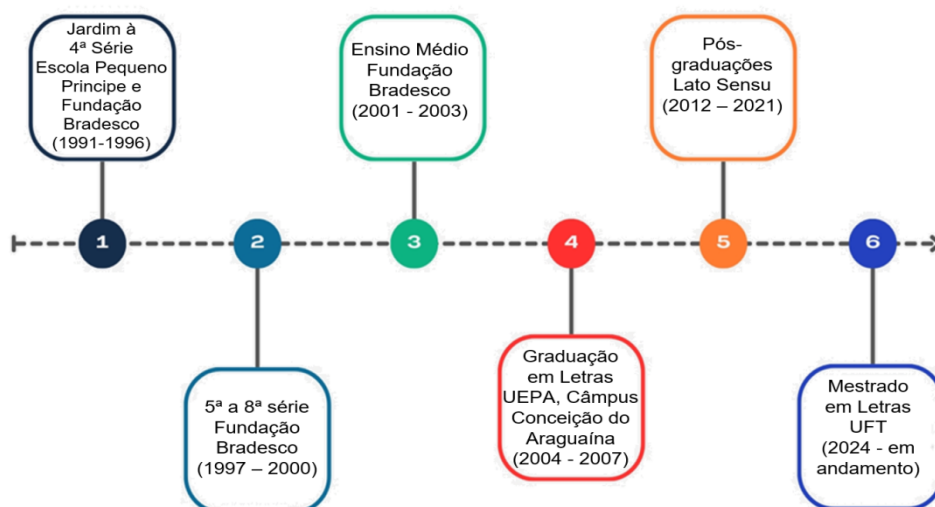 Jardim à
4ª Série
Escola Pequeno
Principe e
Fundação
Bradesco
(1991-1996)
Ensino Médio
Fundação
Bradesco
(2001 - 2003)
Pós-
graduações
Lato Sensu
(2012 – 2021)
1
2
3
4
5
6
5ª a 8ª série
Fundação
Bradesco
(1997 – 2000)
Graduação
em Letras
UEPA, Câmpus
Conceição do
Araguaína
(2004 - 2007)
Mestrado
em Letras
UFT
(2024 - em
andamento)